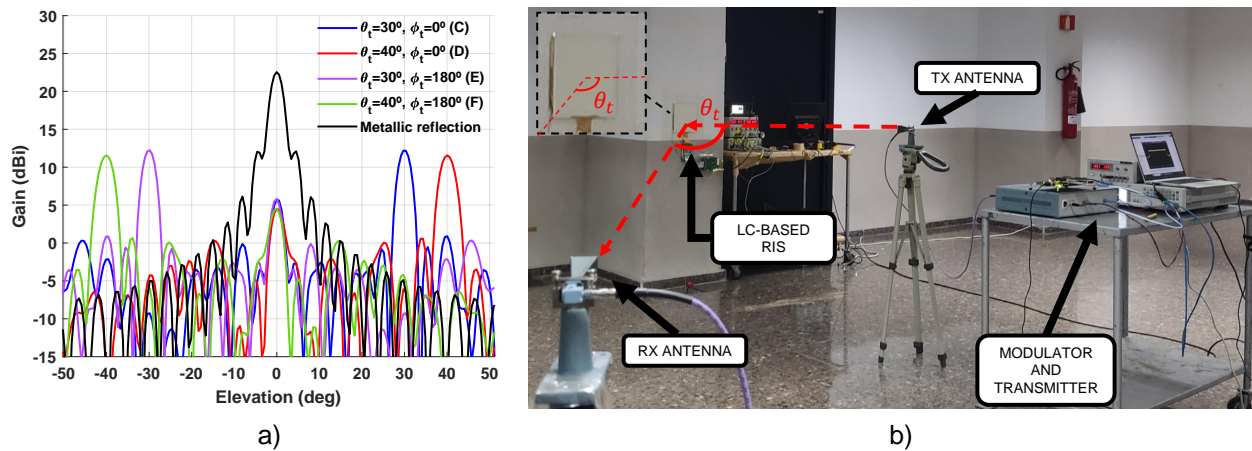 θt=30º, ϕt=0º (C)
θt=40º, ϕt=0º (D)
θt=30º, ϕt=180º (E)
θt=40º, ϕt=180º (F)
Metallic reflection
Gain (dBi)
30
25
20
15
10
5
0
-5
-10
-15
-50 -40 -30 -20 -10 0 10 20 30 40 50
Elevation (deg)
a)
θt
θt
TX ANTENNA
LC-BASED
RIS
RX ANTENNA
MODULATOR
AND
TRANSMITTER
b)